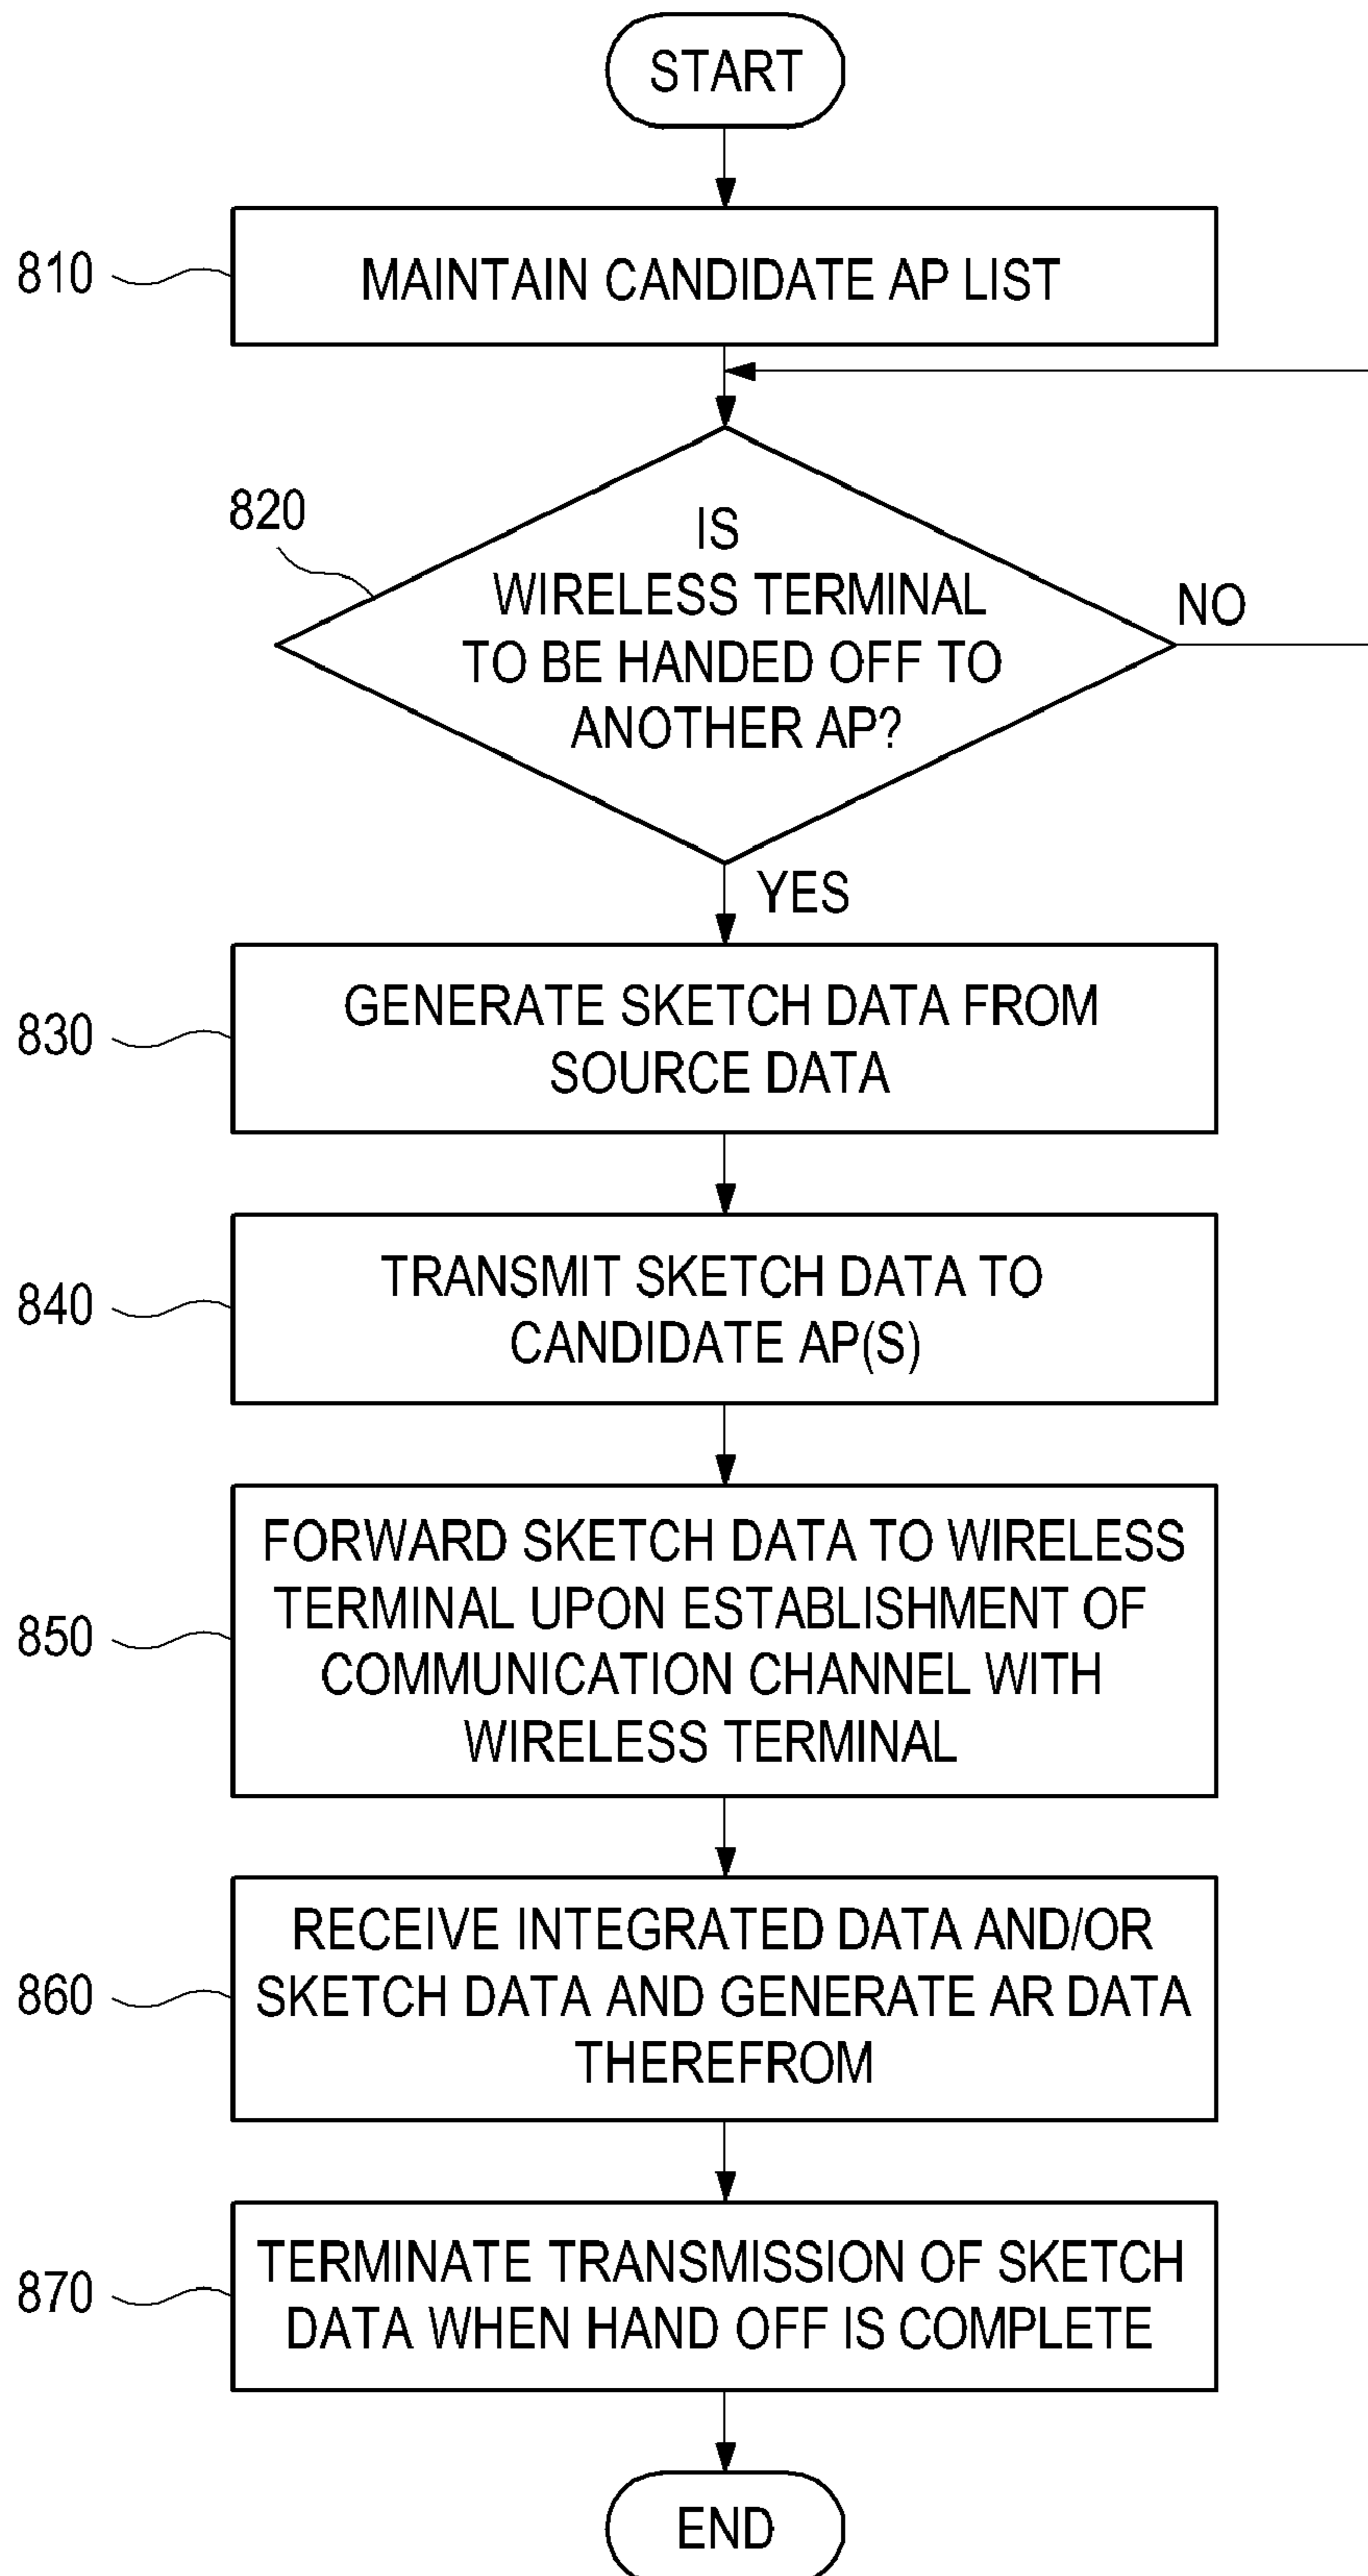 START
810
MAINTAIN CANDIDATE AP LIST
820
IS
WIRELESS TERMINAL
TO BE HANDED OFF TO
ANOTHER AP?
NO
YES
830
GENERATE SKETCH DATA FROM
SOURCE DATA
840
TRANSMIT SKETCH DATA TO
CANDIDATE AP(S)
850
FORWARD SKETCH DATA TO WIRELESS
TERMINAL UPON ESTABLISHMENT OF
COMMUNICATION CHANNEL WITH
WIRELESS TERMINAL
860
RECEIVE INTEGRATED DATA AND/OR
SKETCH DATA AND GENERATE AR DATA
THEREFROM
870
TERMINATE TRANSMISSION OF SKETCH
DATA WHEN HAND OFF IS COMPLETE
END